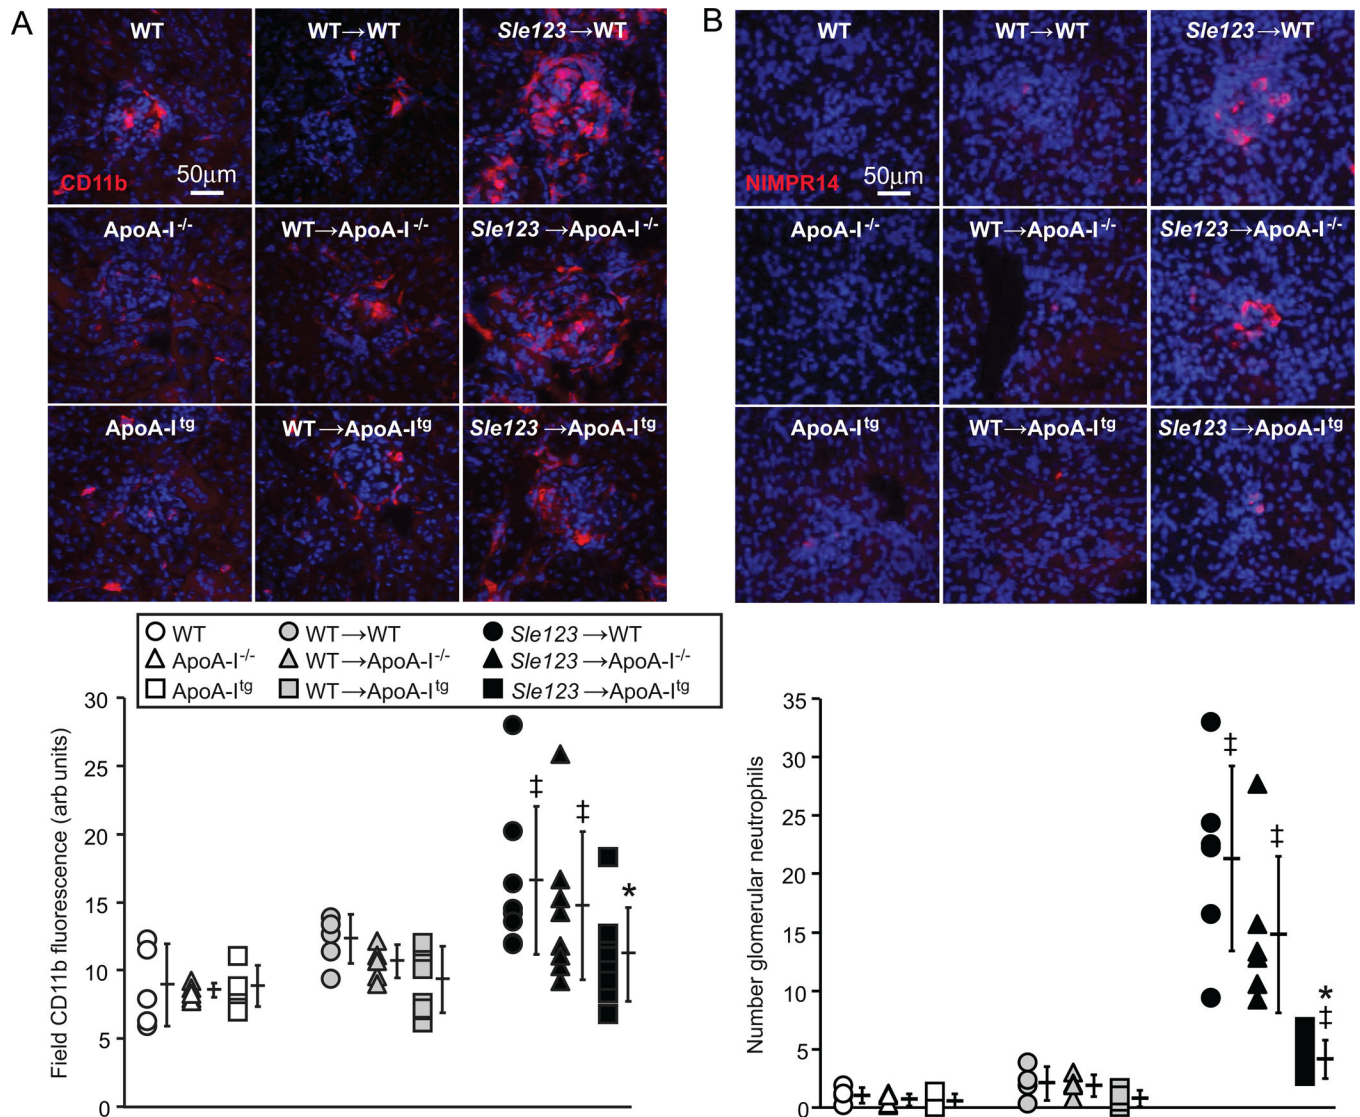 A
WT
WT→WT
Sle123→WT
CD11b
50μm
ApoA-I-/-
WT→ApoA-I-/-
Sle123→ApoA-I-/-
ApoA-Itg
WT→ApoA-Itg
Sle123→ApoA-Itg
B
WT
WT→WT
Sle123→WT
NIMPR14
50μm
ApoA-I-/-
WT→ApoA-I-/-
Sle123→ApoA-I-/-
ApoA-Itg
WT→ApoA-Itg
Sle123→ApoA-Itg
WT WT→WT Sle123→WT
ApoA-I-/- WT→ApoA-I-/- Sle123→ApoA-I-/-
ApoA-Itg WT→ApoA-Itg Sle123→ApoA-Itg
Field CD11b fluorescence (arb units)
30
25
20
15
10
5
0
‡
‡
*
Number glomerular neutrophils
35
30
25
20
15
10
5
0
‡
‡
*
‡